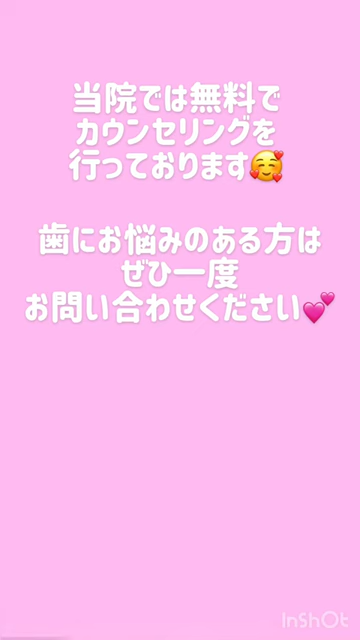 当院では無料で
カウンセリングを
行っております🥰
歯にお悩みのある方は
ぜひ一度
お問い合わせください💕
InShOt